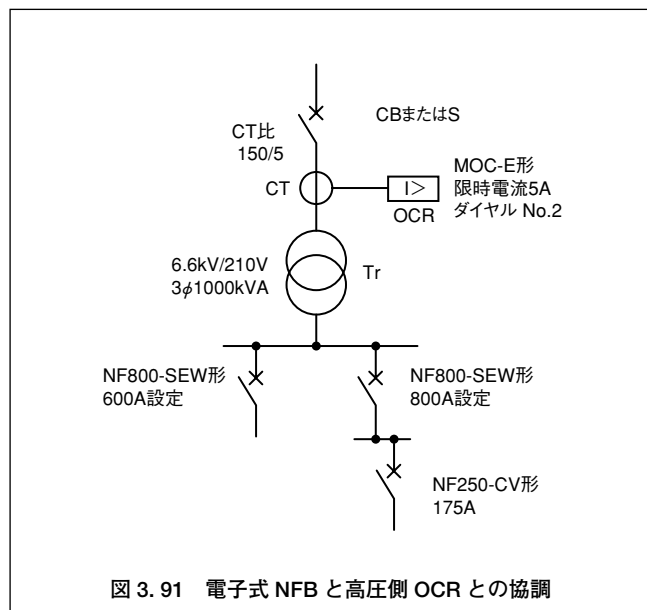 CBまたはS
CT比
150/5
CT
I>
OCR
MOC-E形
限時電流5A
ダイヤル No.2
6.6kV/210V
3φ1000kVA
Tr
NF800-SEW形
600A設定
NF800-SEW形
800A設定
NF250-CV形
175A
図 3. 91 電子式 NFB と高圧側 OCR との協調